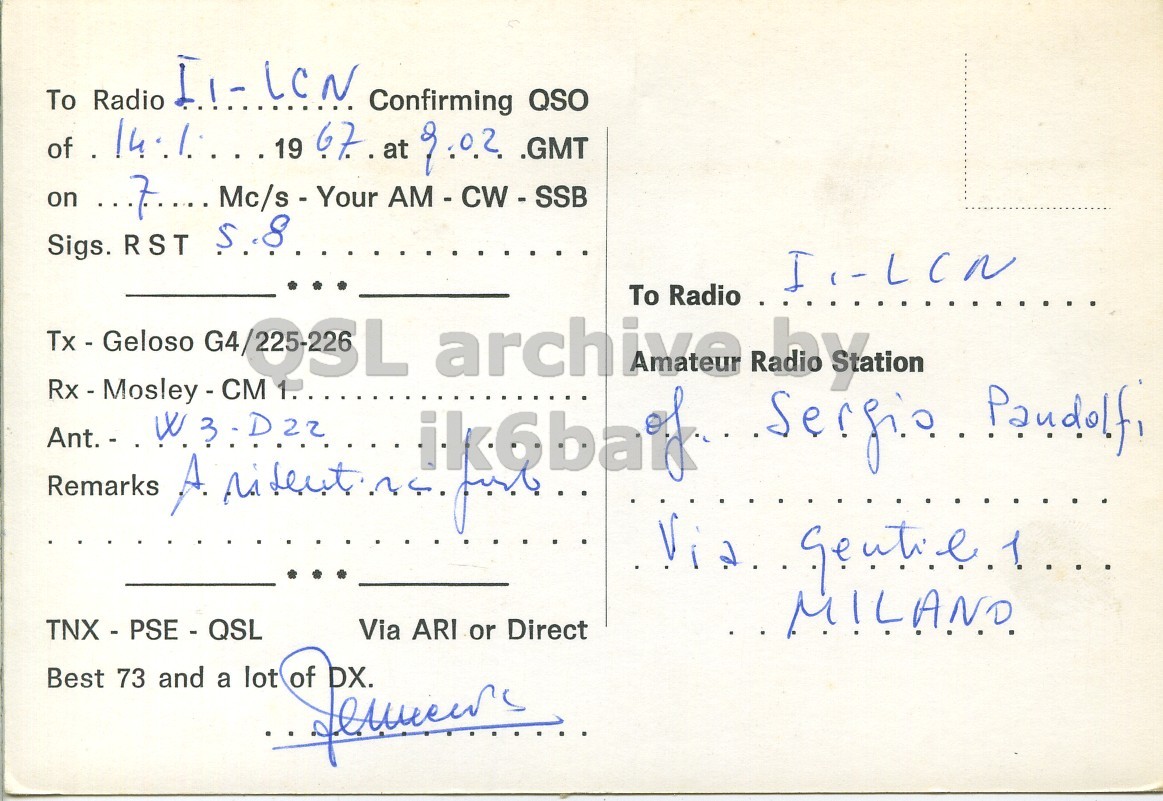 To Radio I1-LCN Confirming QSO
of 14.1. 1967 at 9.02 GMT
on 7 Mc/s - Your AM - CW - SSB
Sigs. RST 5.8
Tx - Geloso G4/225-226
Rx - Mosley - CM 1
Ant. - W3-D22
Remarks A risentirci
TNX - PSE - QSL Via ARI or Direct
Best 73 and a lot of DX.
To Radio I1-LCN
Amateur Radio Station
of. Sergio Pandolfi
Via Gentile 1
MILANO
QSL archive by
ik6bak